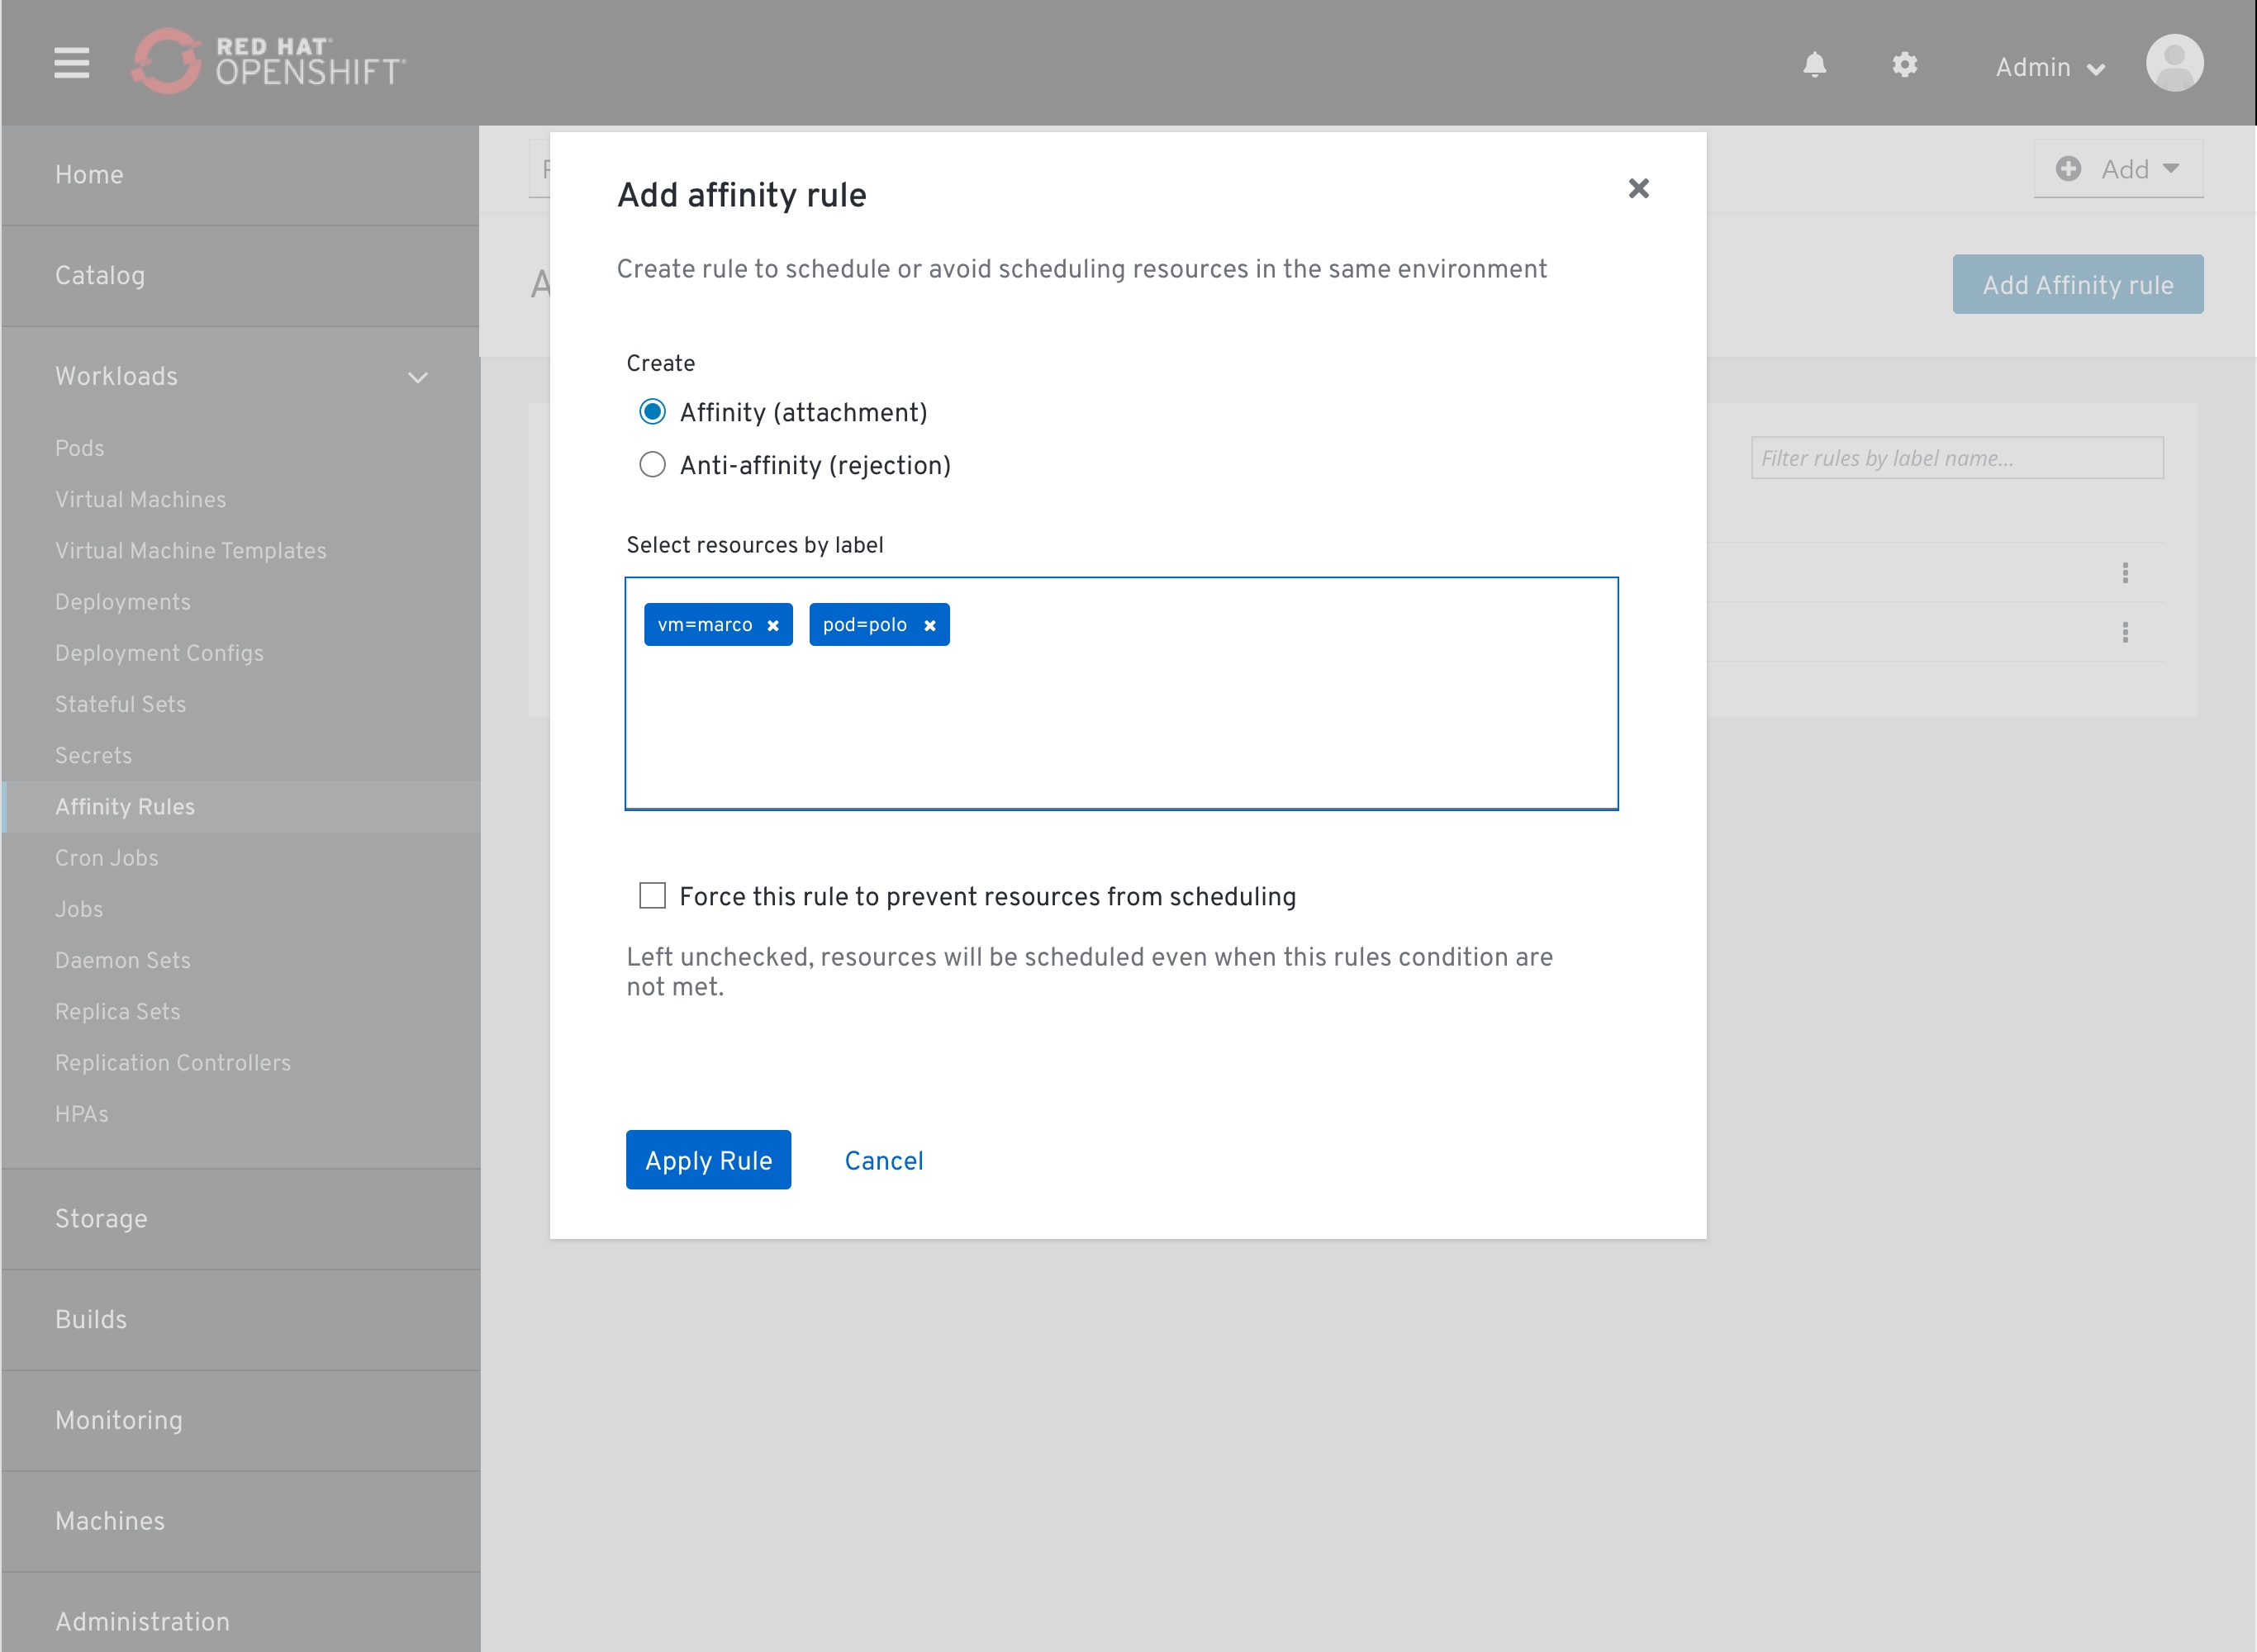 RED HAT®
OPENSHIFT®
Admin
Home
Catalog
Workloads
Pods
Virtual Machines
Virtual Machine Templates
Deployments
Deployment Configs
Stateful Sets
Secrets
Affinity Rules
Cron Jobs
Jobs
Daemon Sets
Replica Sets
Replication Controllers
HPAs
Storage
Builds
Monitoring
Machines
Administration
Add
Add Affinity rule
Filter rules by label name...
Add affinity rule
Create rule to schedule or avoid scheduling resources in the same environment
Create
Affinity (attachment)
Anti-affinity (rejection)
Select resources by label
vm=marco
pod=polo
Force this rule to prevent resources from scheduling
Left unchecked, resources will be scheduled even when this rules condition are
not met.
Apply Rule
Cancel